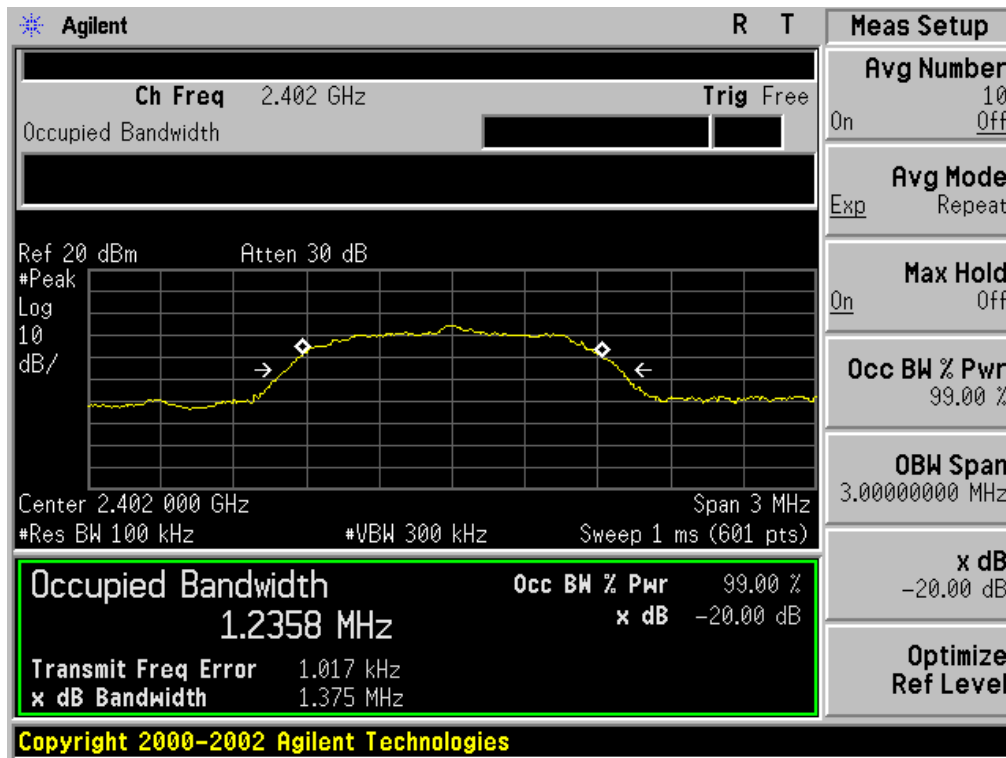 Agilent R T
Ch Freq 2.402 GHz Trig Free
Occupied Bandwidth
Ref 20 dBm Atten 30 dB
#Peak
Log
10
dB/
Center 2.402 000 GHz Span 3 MHz
#Res BW 100 kHz #VBW 300 kHz Sweep 1 ms (601 pts)
Occupied Bandwidth Occ BW % Pwr 99.00 %
1.2358 MHz x dB -20.00 dB
Transmit Freq Error 1.017 kHz
x dB Bandwidth 1.375 MHz
Copyright 2000-2002 Agilent Technologies
Meas Setup
Avg Number
10
On Off
Avg Mode
Exp Repeat
Max Hold
On Off
Occ BW % Pwr
99.00 %
OBW Span
3.00000000 MHz
x dB
-20.00 dB
Optimize
Ref Level